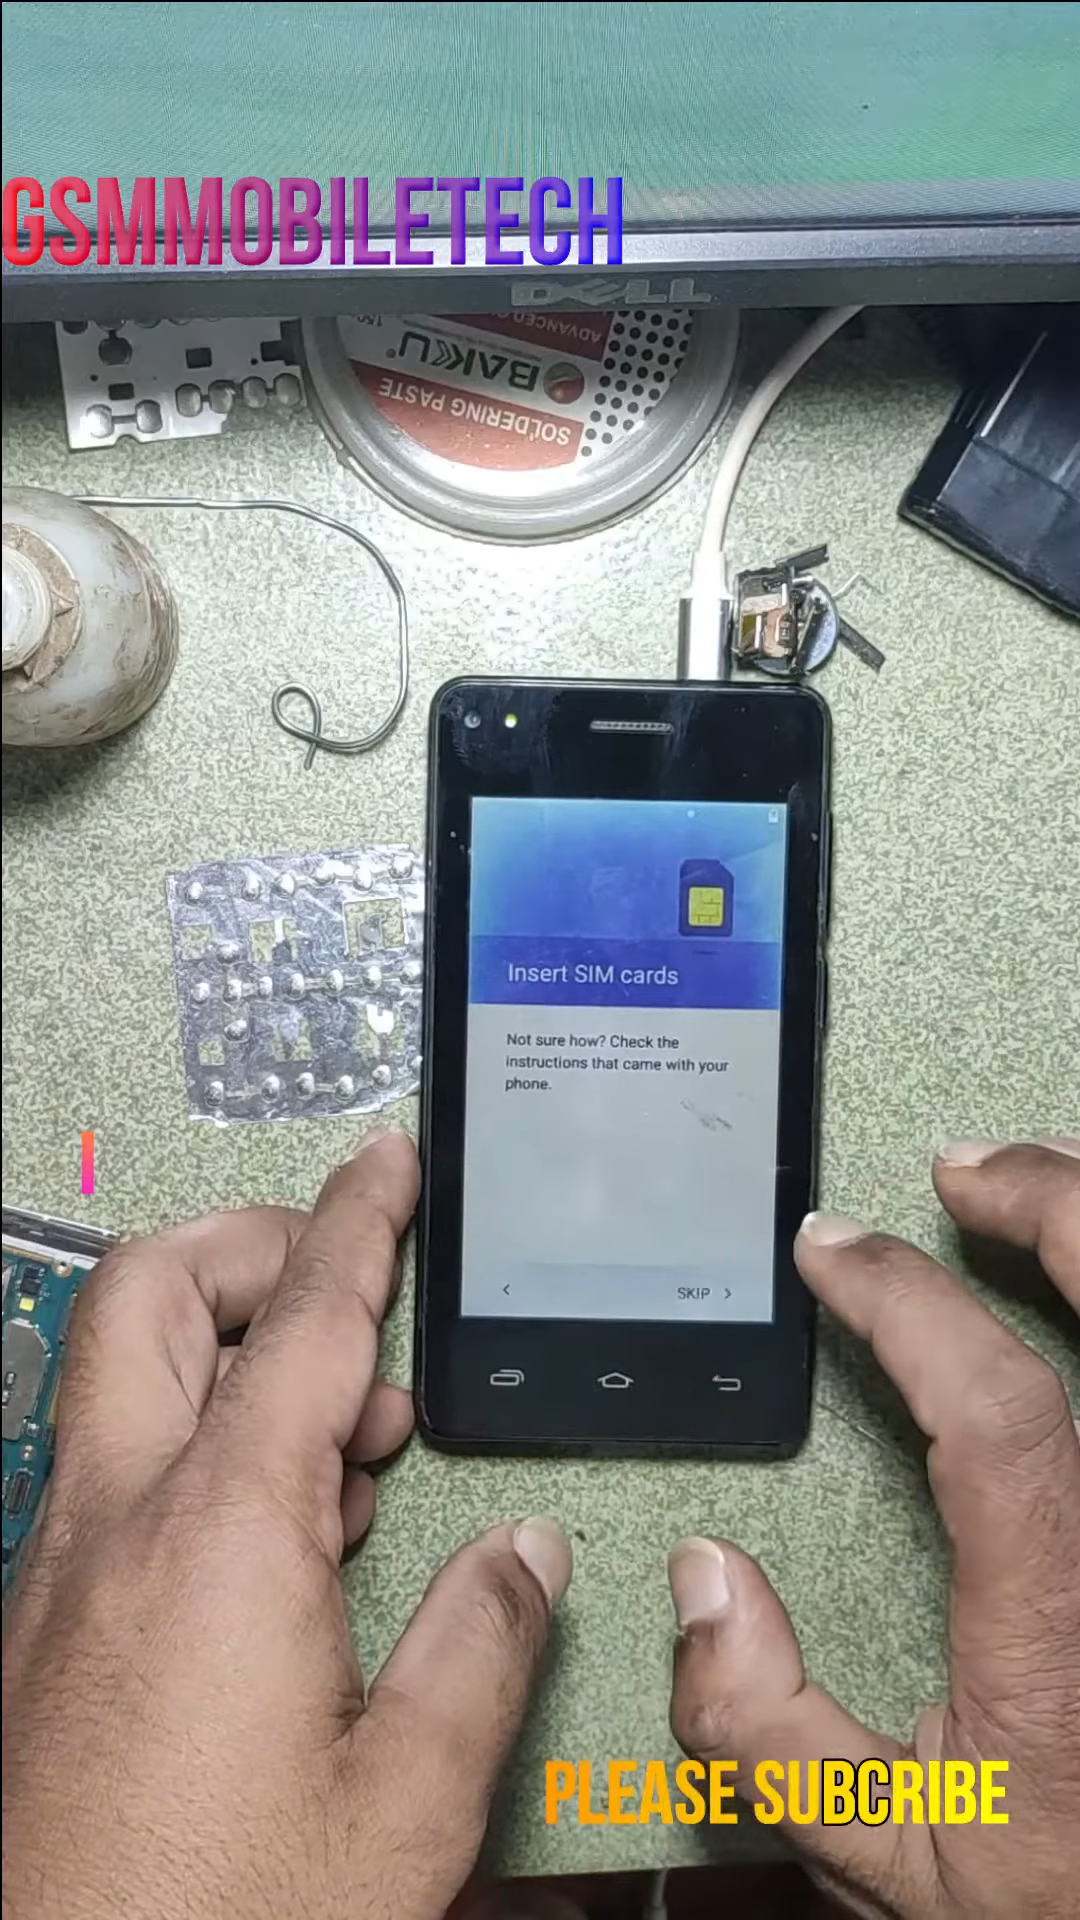 GSMMOBILETECH
DELL
ADVANCED
150
BAKU
SOLDERING PASTE
Insert SIM cards
Not sure how? Check the
instructions that came with your
phone.
SKIP
I
PLEASE SUBCRIBE